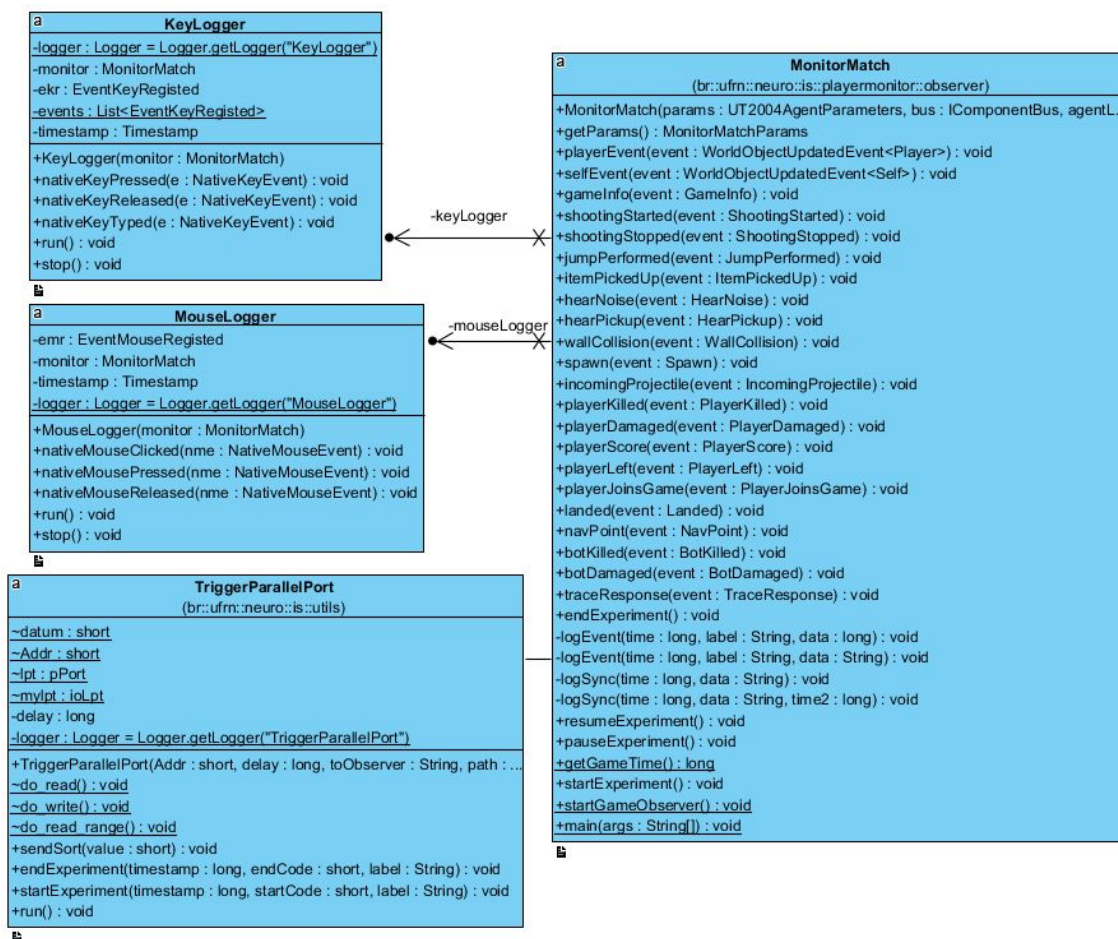 a
KeyLogger
-logger : Logger = Logger.getLogger("KeyLogger")
-monitor : MonitorMatch
-ekr : EventKeyRegisted
-events : List<EventKeyRegisted>
-timestamp : Timestamp
+KeyLogger(monitor : MonitorMatch)
+nativeKeyPressed(e : NativeKeyEvent) : void
+nativeKeyReleased(e : NativeKeyEvent) : void
+nativeKeyTyped(e : NativeKeyEvent) : void
+run() : void
+stop() : void
-keyLogger
a
MouseLogger
-emr : EventMouseRegisted
-monitor : MonitorMatch
-timestamp : Timestamp
-logger : Logger = Logger.getLogger("MouseLogger")
+MouseLogger(monitor : MonitorMatch)
+nativeMouseClicked(nme : NativeMouseEvent) : void
+nativeMousePressed(nme : NativeMouseEvent) : void
+nativeMouseReleased(nme : NativeMouseEvent) : void
+run() : void
+stop() : void
-mouseLogger
a
TriggerParallelPort
(br::ufrn::neuro::is::utils)
~datum : short
~Addr : short
~lpt : pPort
~mylpt : ioLpt
-delay : long
-logger : Logger = Logger.getLogger("TriggerParallelPort")
+TriggerParallelPort(Addr : short, delay : long, toObserver : String, path : ...
~do_read() : void
~do_write() : void
~do_read_range() : void
+sendSort(value : short) : void
+endExperiment(timestamp : long, endCode : short, label : String) : void
+startExperiment(timestamp : long, startCode : short, label : String) : void
+run() : void
a
MonitorMatch
(br::ufrn::neuro::is::playermonitor::observer)
+MonitorMatch(params : UT2004AgentParameters, bus : IComponentBus, agentL...
+getParams() : MonitorMatchParams
+playerEvent(event : WorldObjectUpdatedEvent<Player>) : void
+selfEvent(event : WorldObjectUpdatedEvent<Self>) : void
+gameInfo(event : GameInfo) : void
+shootingStarted(event : ShootingStarted) : void
+shootingStopped(event : ShootingStopped) : void
+jumpPerformed(event : JumpPerformed) : void
+itemPickedUp(event : ItemPickedUp) : void
+hearNoise(event : HearNoise) : void
+hearPickup(event : HearPickup) : void
+wallCollision(event : WallCollision) : void
+spawn(event : Spawn) : void
+incomingProjectile(event : IncomingProjectile) : void
+playerKilled(event : PlayerKilled) : void
+playerDamaged(event : PlayerDamaged) : void
+playerScore(event : PlayerScore) : void
+playerLeft(event : PlayerLeft) : void
+playerJoinsGame(event : PlayerJoinsGame) : void
+landed(event : Landed) : void
+navPoint(event : NavPoint) : void
+botKilled(event : BotKilled) : void
+botDamaged(event : BotDamaged) : void
+traceResponse(event : TraceResponse) : void
+endExperiment() : void
-logEvent(time : long, label : String, data : long) : void
-logEvent(time : long, label : String, data : String) : void
-logSync(time : long, data : String) : void
-logSync(time : long, data : String, time2 : long) : void
+resumeExperiment() : void
+pauseExperiment() : void
+getGameTime() : long
+startExperiment() : void
+startGameObserver() : void
+main(args : String[]) : void